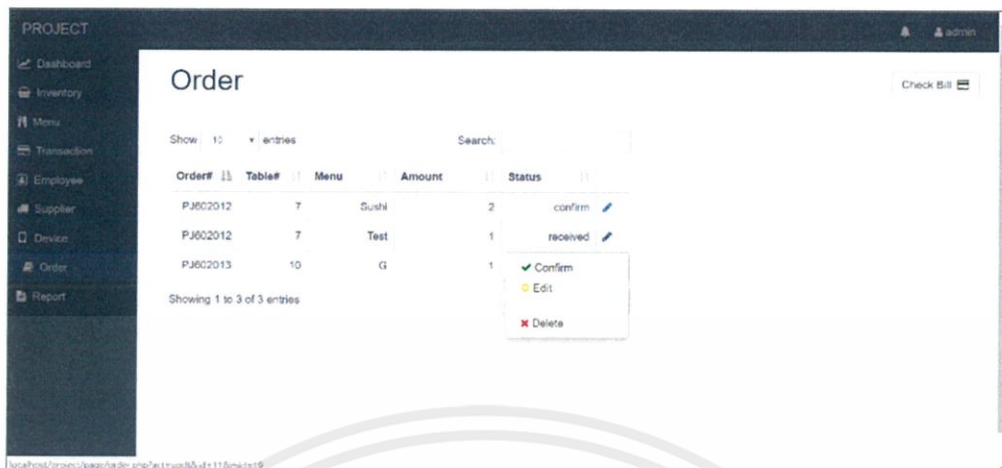 PROJECT
admin
Dashboard
Inventory
Menu
Transaction
Employee
Supplier
Device
Order
Report
Order
Check Bill
Show 10 entries
Search:
Order# Table# Menu Amount Status
PJ602012 7 Sushi 2 confirm
PJ602012 7 Test 1 received
PJ602013 10 G 1
Confirm
Edit
Delete
Showing 1 to 3 of 3 entries